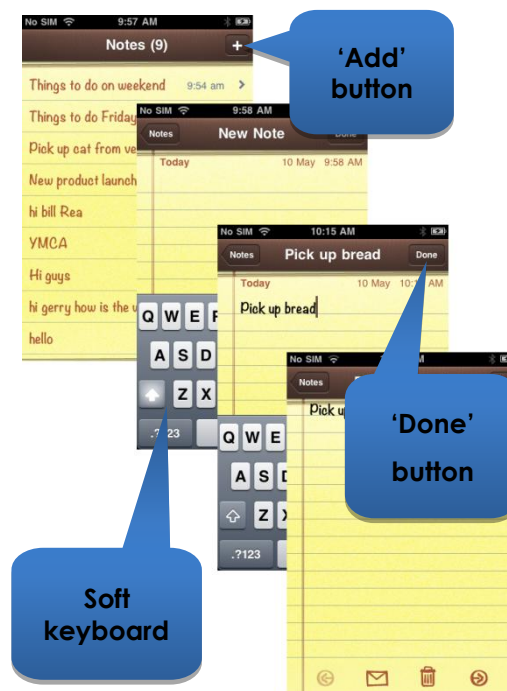 No SIM 9:57 AM
Notes (9)
+
Things to do on weekend 9:54 am >
Things to do Friday
Pick up cat from ve
New product launch
hi bill Rea
YMCA
Hi guys
hi gerry how is the w
hello
'Add'
button
No SIM 9:58 AM
Notes New Note Done
Today 10 May 9:58 AM
Q W E
A S D
Z X
.?123
No SIM 10:15 AM
Notes Pick up bread Done
Today 10 May AM
Pick up bread
Q W E
A S
Z
.?123
No SIM
Notes
Pick
'Done'
button
Soft
keyboard